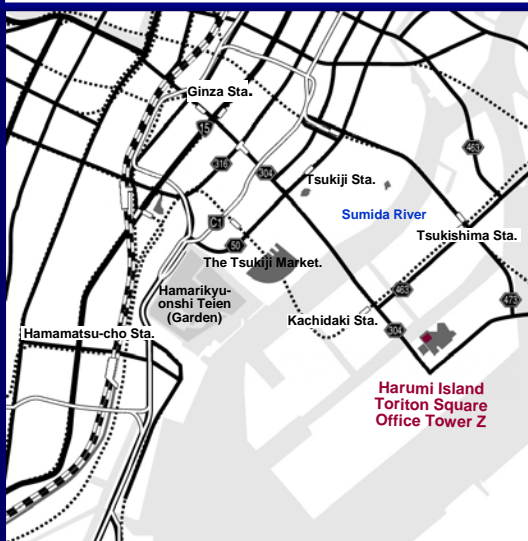 Ginza Sta.
15
316
304
463
Tsukiji Sta.
Sumida River
C1
Tsukishima Sta.
50
The Tsukiji Market.
Hamarikyu-
onshi Teien
(Garden)
463
473
Kachidaki Sta.
304
Hamamatsu-cho Sta.
Harumi Island
Toriton Square
Office Tower Z